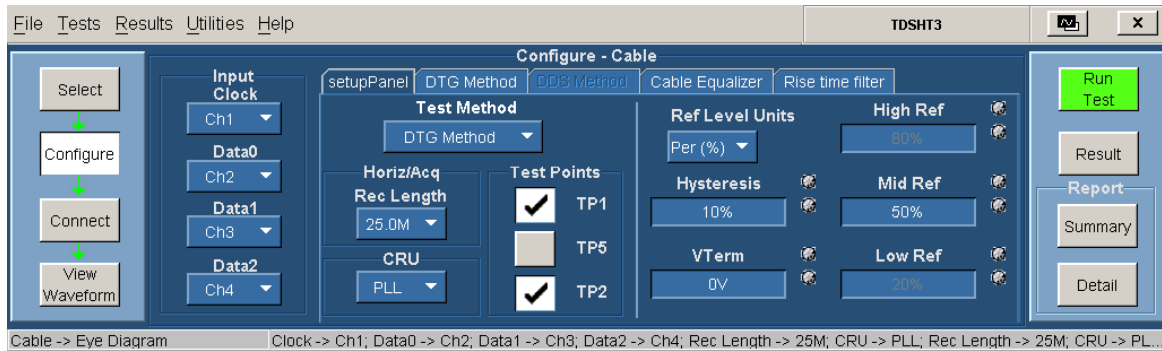 File Tests Results Utilities Help TDSHT3 x
Configure - Cable
Select
Configure
Connect
View
Waveform
Input
Clock
Ch1
Data0
Ch2
Data1
Ch3
Data2
Ch4
setupPanel DTG Method DDS Method Cable Equalizer Rise time filter
Test Method
DTG Method
Horiz/Acq
Rec Length
25.0M
CRU
PLL
Test Points
TP1
TP5
TP2
Ref Level Units
Per (%)
Hysteresis
10%
VTerm
0V
High Ref
80%
Mid Ref
50%
Low Ref
20%
Run
Test
Result
Report
Summary
Detail
Cable -> Eye Diagram Clock -> Ch1; Data0 -> Ch2; Data1 -> Ch3; Data2 -> Ch4; Rec Length -> 25M; CRU -> PLL; Rec Length -> 25M; CRU -> PL...